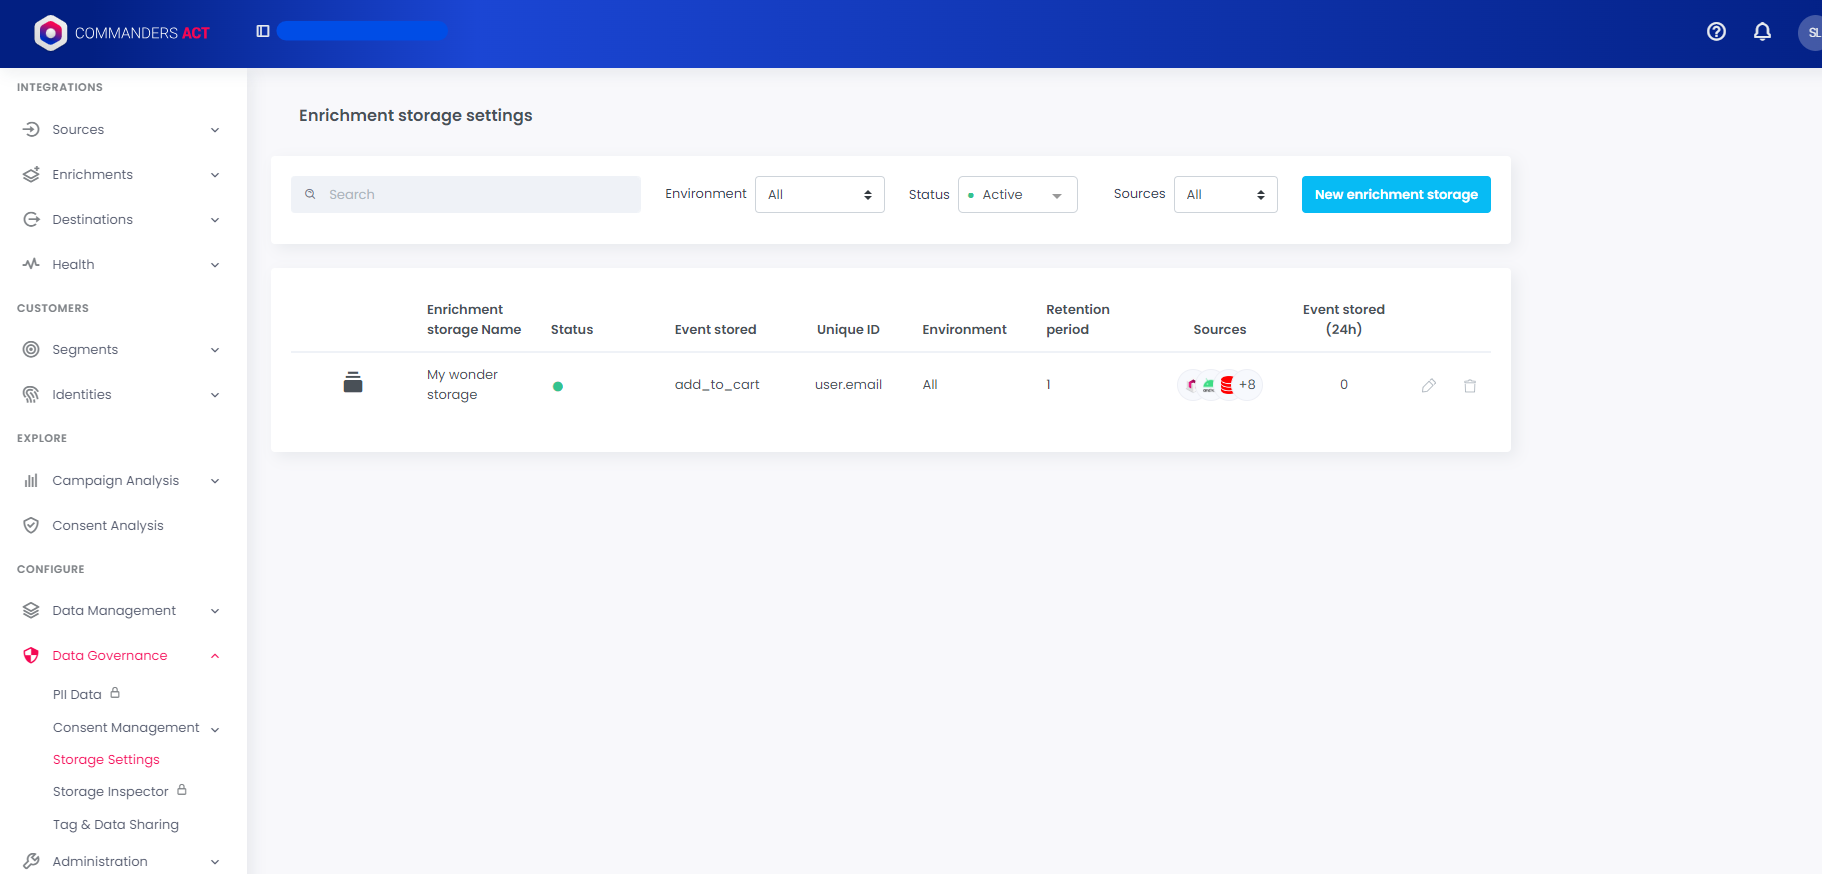 COMMANDERS ACT
SL
INTEGRATIONS
Sources
Enrichments
Destinations
Health
CUSTOMERS
Segments
Identities
EXPLORE
Campaign Analysis
Consent Analysis
CONFIGURE
Data Management
Data Governance
PII Data
Consent Management
Storage Settings
Storage Inspector
Tag & Data Sharing
Administration
Enrichment storage settings
Search
Environment All
Status Active
Sources All
New enrichment storage
Enrichment storage Name
Status
Event stored
Unique ID
Environment
Retention period
Sources
Event stored (24h)
My wonder storage
add_to_cart
user.email
All
1
+8
0